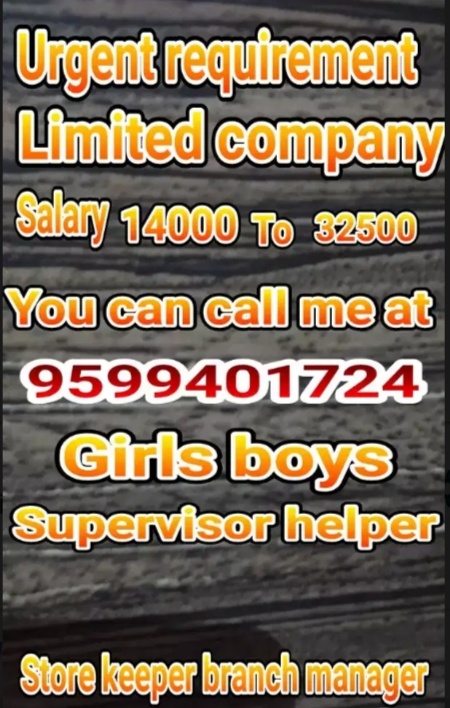 Urgent requirement
Limited company
Salary 14000 To 32500
You can call me at
9599401724
Girls boys
Supervisor helper
Store keeper branch manager